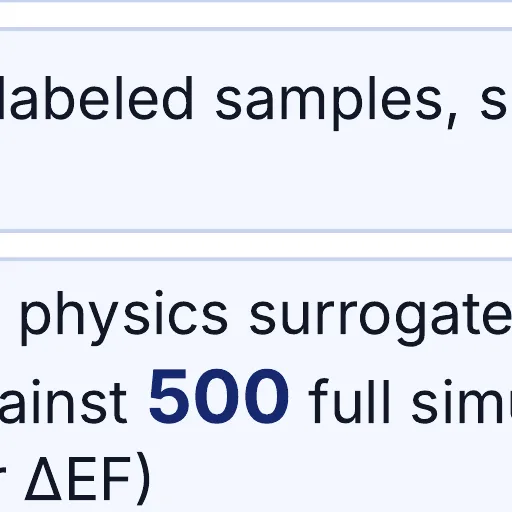 labeled samples, s
physics surrogate
ainst 500 full simu
r ΔEF)